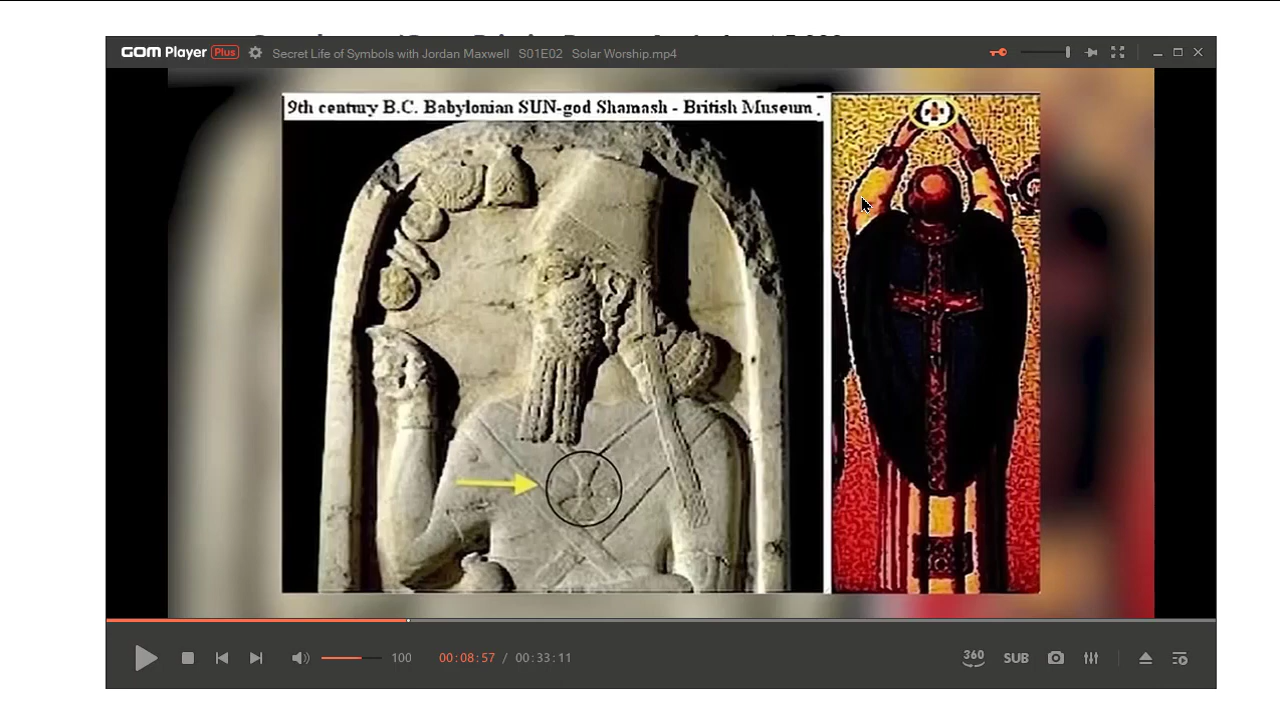 GOM Player Plus Secret Life of Symbols with Jordan Maxwell S01E02 Solar Worship.mp4
9th century B.C. Babylonian SUN-god Shamash - British Museum
100 00:08:57 / 00:33:11 360 SUB